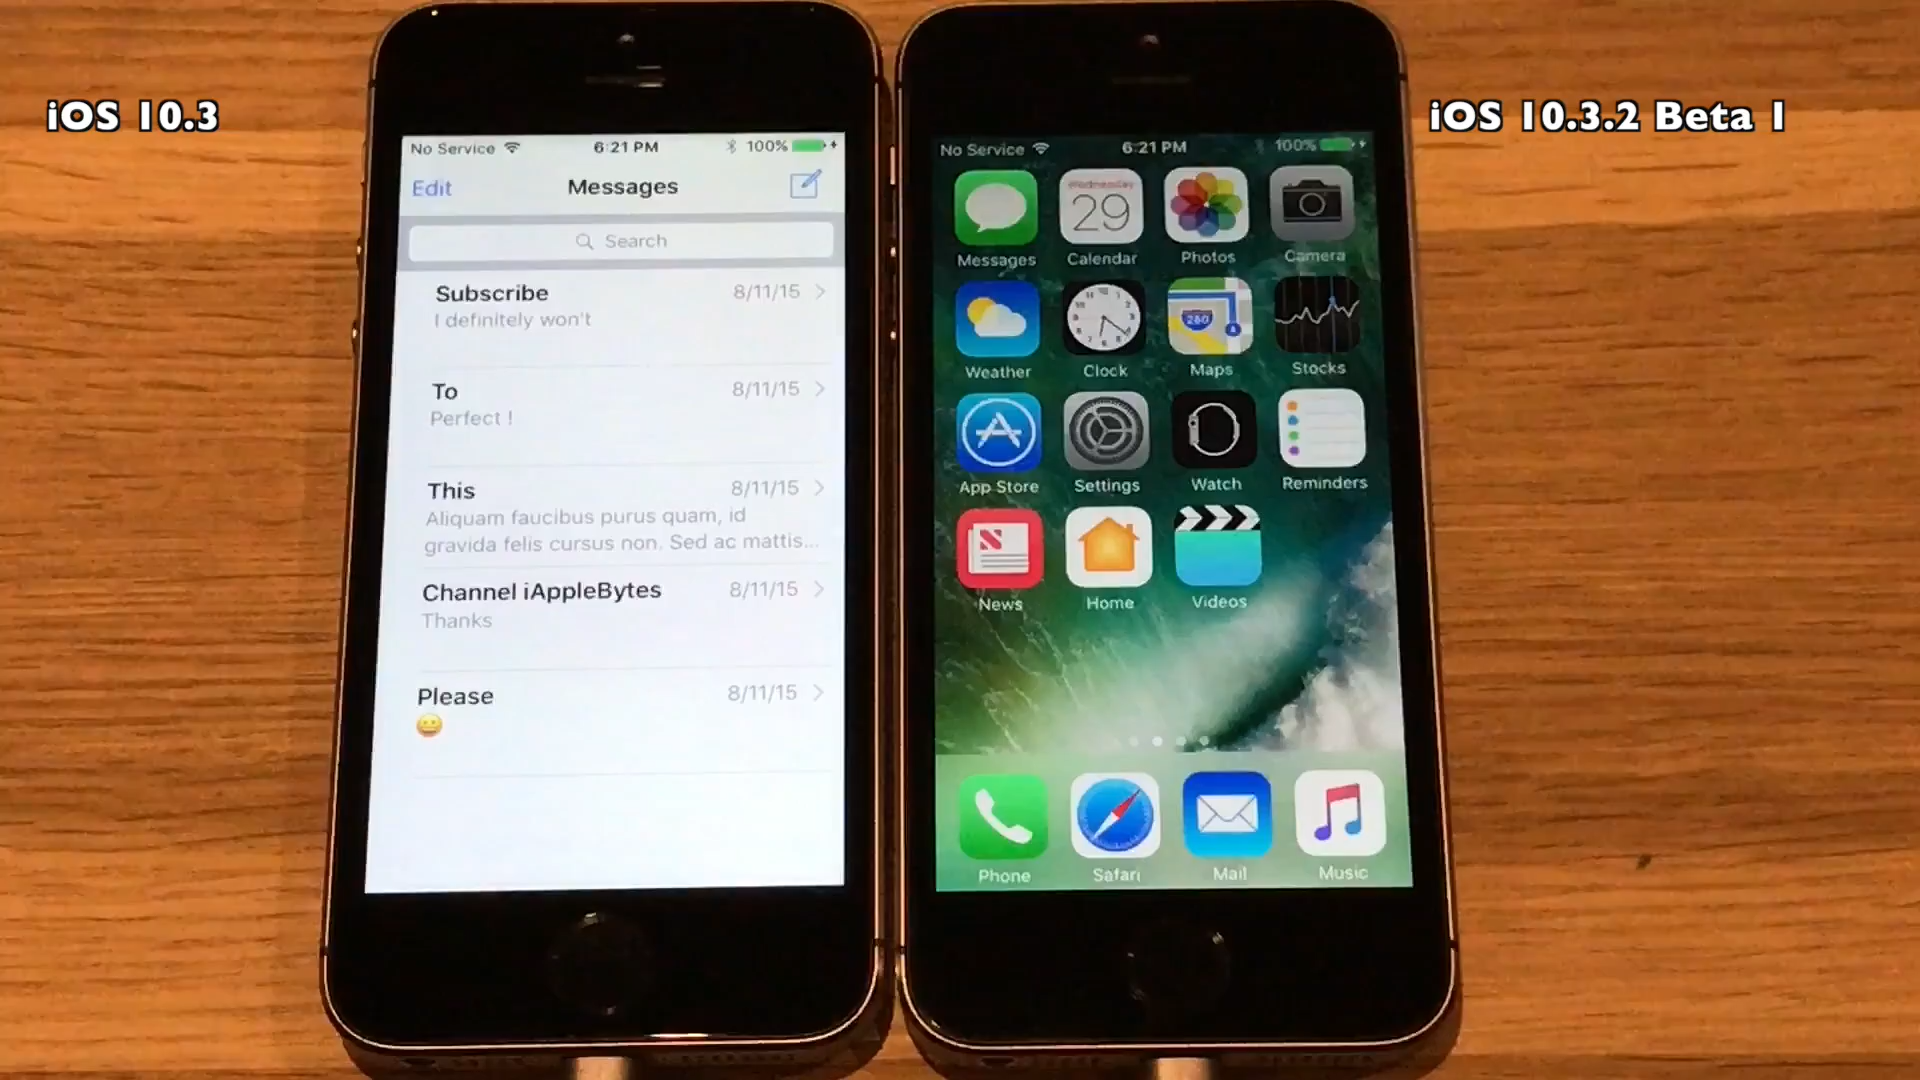 iOS 10.3
No Service 6:21 PM 100%
Edit Messages
Search
Subscribe 8/11/15
I definitely won't
To 8/11/15
Perfect !
This 8/11/15
Aliquam faucibus purus quam, id
gravida felis cursus non. Sed ac mattis...
Channel iAppleBytes 8/11/15
Thanks
Please 8/11/15
iOS 10.3.2 Beta 1
No Service 6:21 PM 100%
Wednesday
29
Messages Calendar Photos Camera
280
Weather Clock Maps Stocks
App Store Settings Watch Reminders
News Home Videos
Phone Safari Mail Music